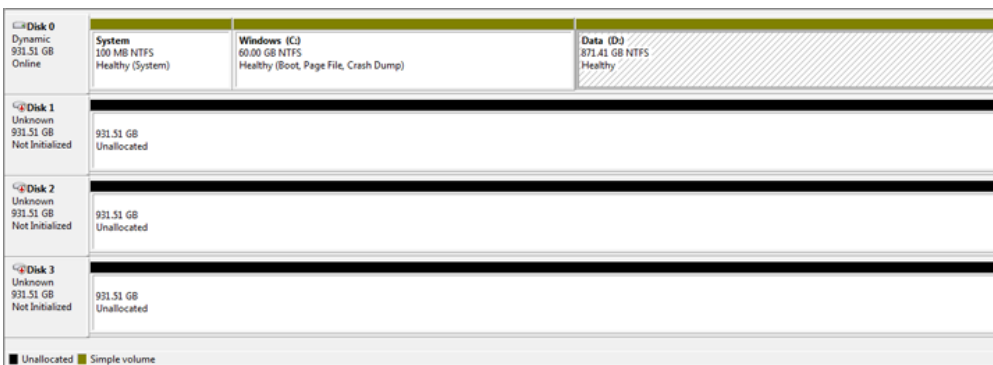 Disk 0
Dynamic
931.51 GB
Online
System
100 MB NTFS
Healthy (System)
Windows (C:)
60.00 GB NTFS
Healthy (Boot, Page File, Crash Dump)
Data (D:)
871.41 GB NTFS
Healthy
Disk 1
Unknown
931.51 GB
Not Initialized
931.51 GB
Unallocated
Disk 2
Unknown
931.51 GB
Not Initialized
931.51 GB
Unallocated
Disk 3
Unknown
931.51 GB
Not Initialized
931.51 GB
Unallocated
Unallocated Simple volume